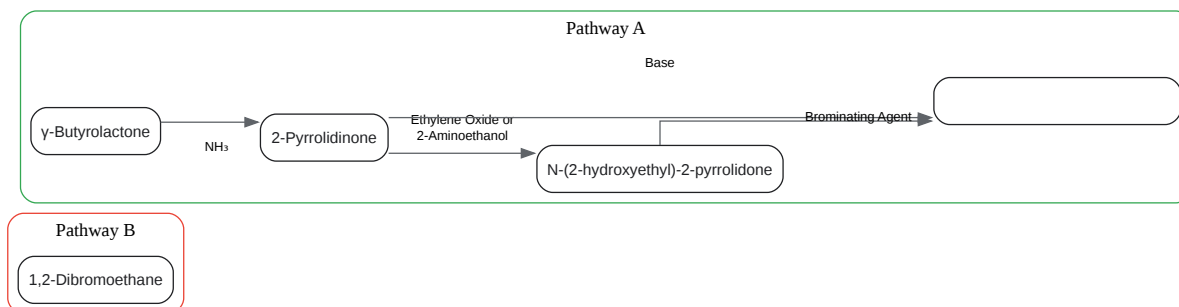 Pathway A
Base
γ-Butyrolactone
NH₃
2-Pyrrolidinone
Ethylene Oxide or
2-Aminoethanol
N-(2-hydroxyethyl)-2-pyrrolidone
Brominating Agent
Pathway B
1,2-Dibromoethane